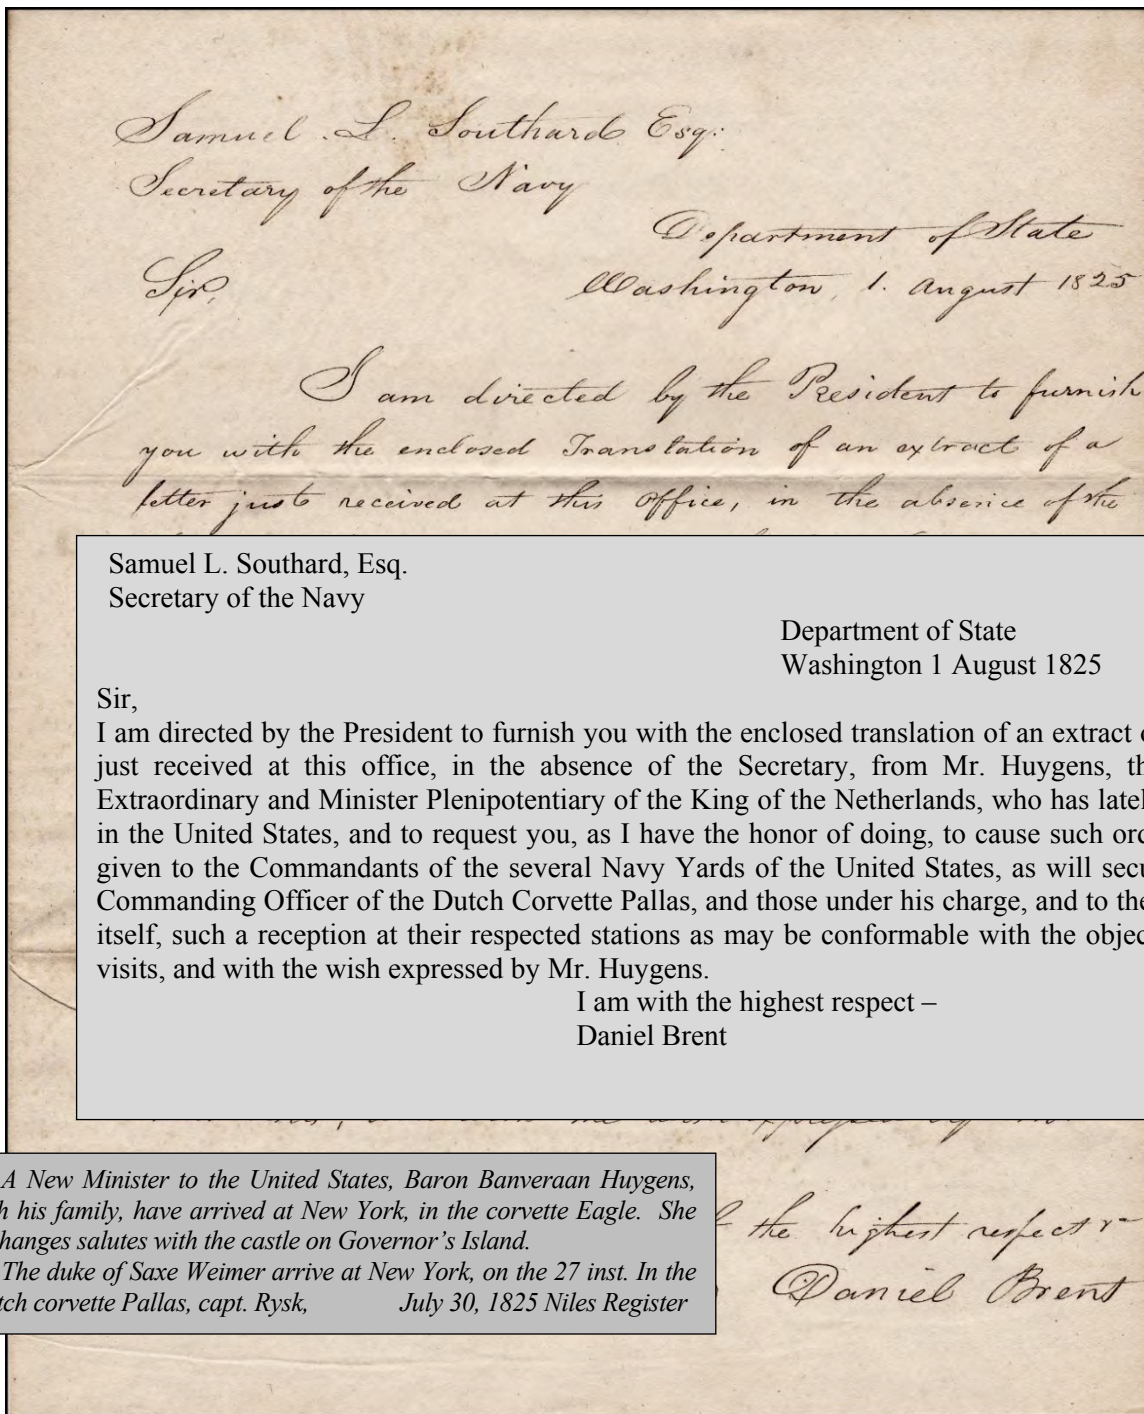 Samuel L. Southard Esq:
Secretary of the Navy
Department of State
Sir,
Washington, 1. August 1825
I am directed by the President to furnish
you with the enclosed Translation of an extract of a
letter just received at this Office, in the absence of the
Samuel L. Southard, Esq.
Secretary of the Navy
Department of State
Washington 1 August 1825
Sir,
I am directed by the President to furnish you with the enclosed translation of an extract
just received at this office, in the absence of the Secretary, from Mr. Huygens, th
Extraordinary and Minister Plenipotentiary of the King of the Netherlands, who has latel
in the United States, and to request you, as I have the honor of doing, to cause such ord
given to the Commandants of the several Navy Yards of the United States, as will secu
Commanding Officer of the Dutch Corvette Pallas, and those under his charge, and to the
itself, such a reception at their respected stations as may be conformable with the objec
visits, and with the wish expressed by Mr. Huygens.
I am with the highest respect –
Daniel Brent
A New Minister to the United States, Baron Banveraan Huygens,
h his family, have arrived at New York, in the corvette Eagle. She
hanges salutes with the castle on Governor's Island.
The duke of Saxe Weimer arrive at New York, on the 27 inst. In the
tch corvette Pallas, capt. Rysk, July 30, 1825 Niles Register
the highest respect
Daniel Brent